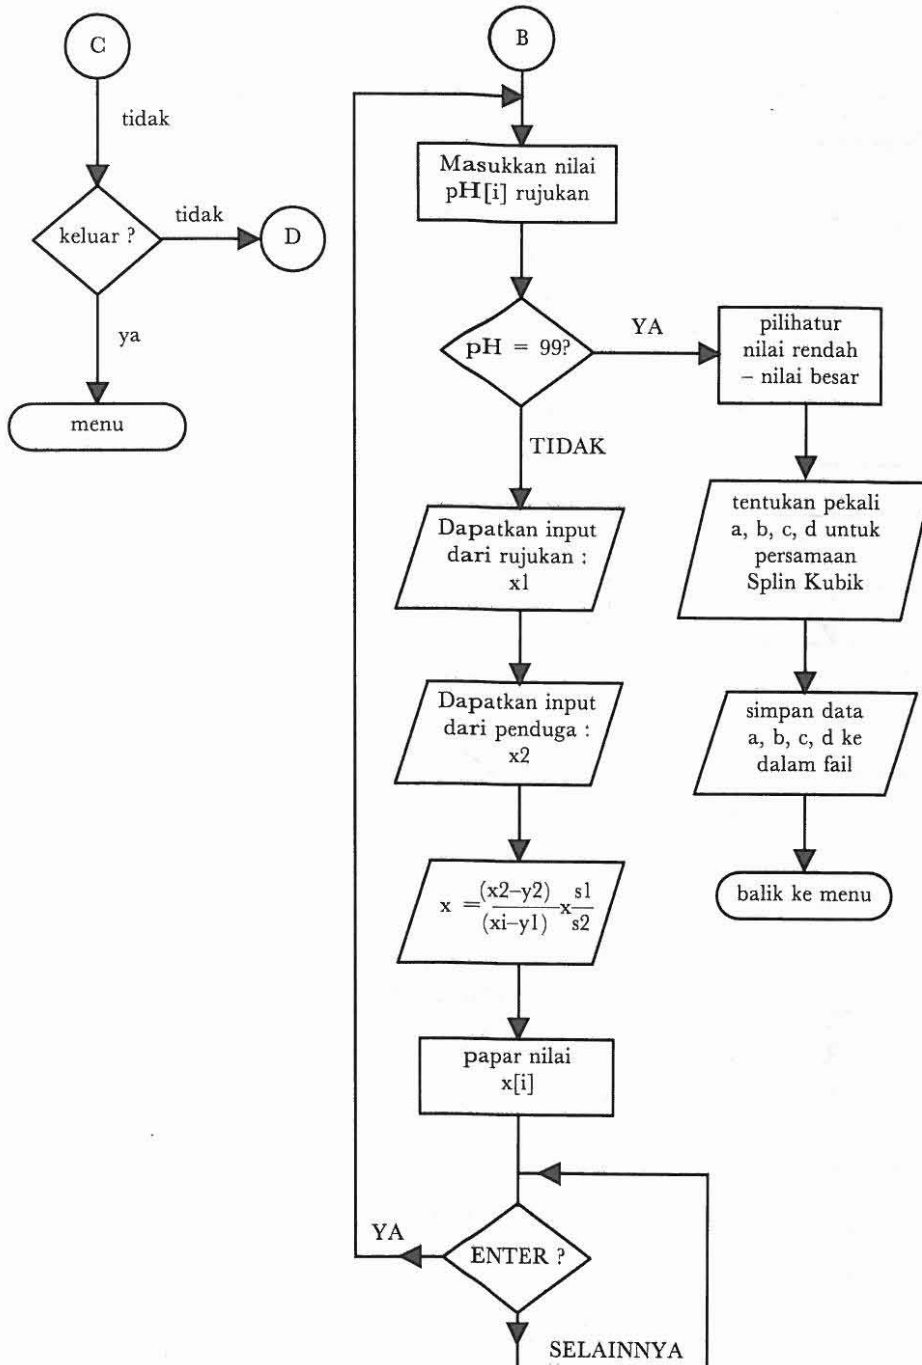 C
tidak
keluar ?
tidak
D
ya
menu
B
Masukkan nilai
pH[i] rujukan
pH = 99?
YA
pilihatur
nilai rendah
– nilai besar
TIDAK
tentukan pekali
a, b, c, d untuk
persamaan
Splin Kubik
simpan data
a, b, c, d ke
dalam fail
balik ke menu
Dapatkan input
dari rujukan :
x1
Dapatkan input
dari penduga :
x2
x = (x2–y2)/(xi–y1) x s1/s2
papar nilai
x[i]
YA
ENTER ?
SELAINNYA